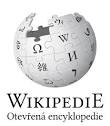 Ω W И
WIKIPEDIE
Otevřená encyklopedie